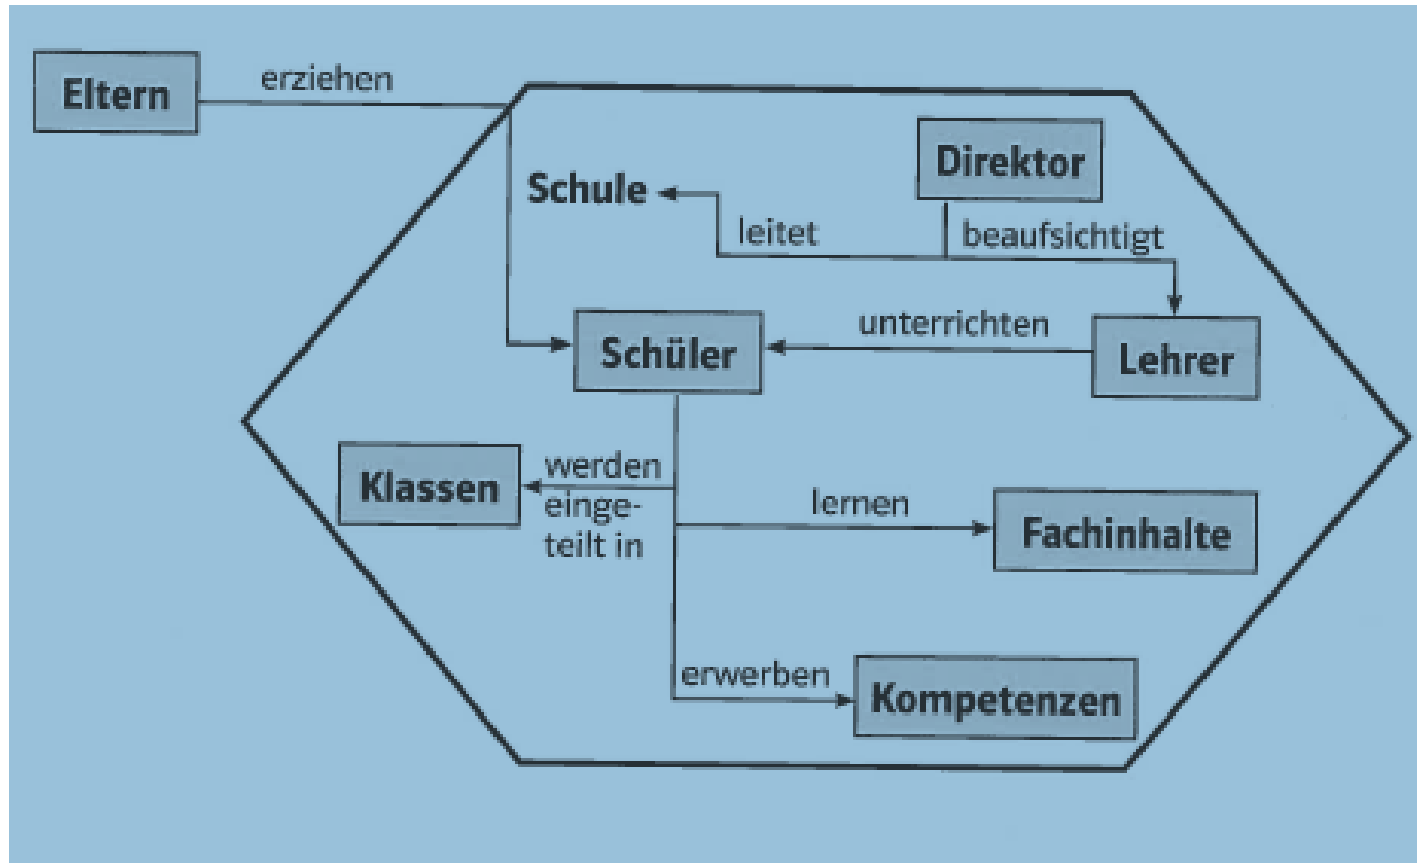 Eltern
erziehen
Direktor
Schule
leitet
beaufsichtigt
Schüler
unterrichten
Lehrer
Klassen
werden
einge-
teilt in
lernen
Fachinhalte
erwerben
Kompetenzen